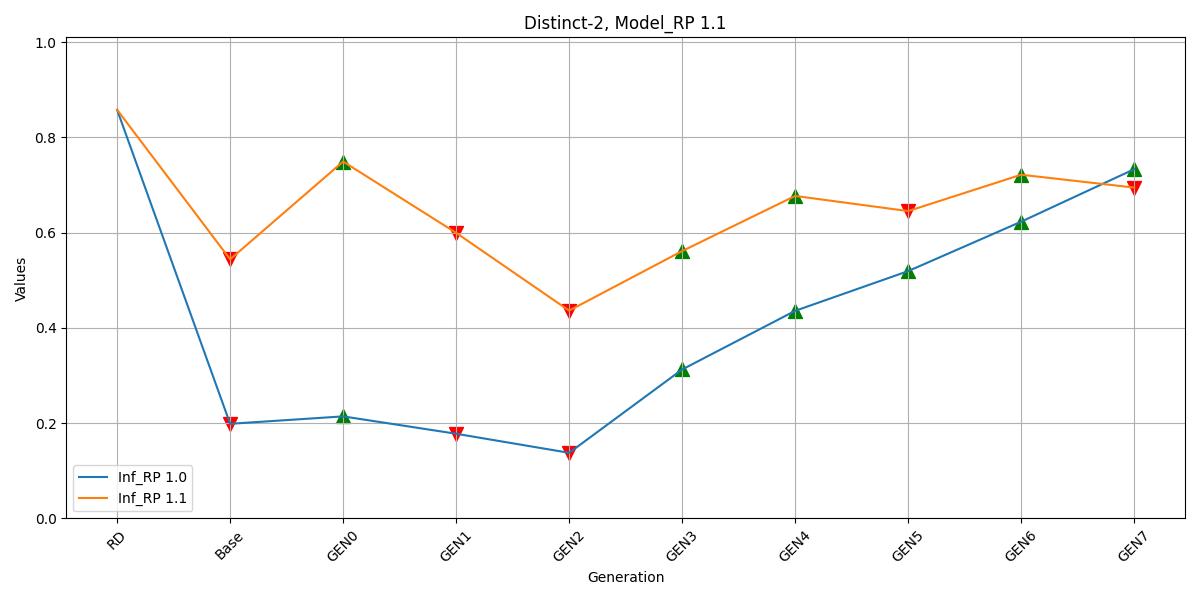 Distinct-2, Model_RP 1.1
Values
1.0
0.8
0.6
0.4
0.2
0.0
Inf_RP 1.0
Inf_RP 1.1
RD
Base
GEN0
GEN1
GEN2
GEN3
GEN4
GEN5
GEN6
GEN7
Generation